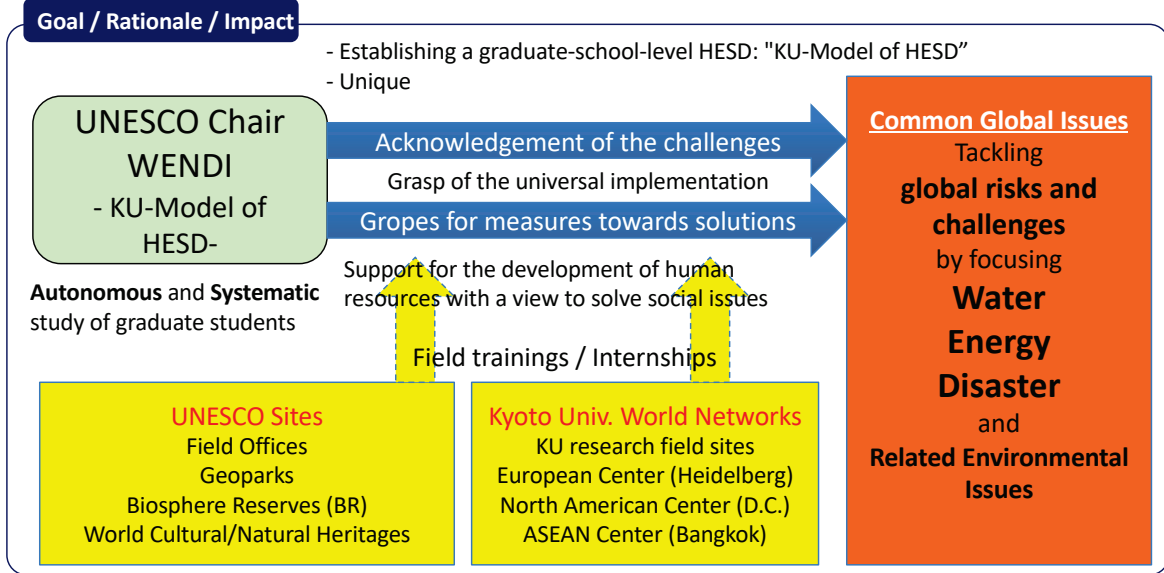 Goal / Rationale / Impact
- Establishing a graduate-school-level HESD: "KU-Model of HESD”
- Unique
UNESCO Chair
WENDI
- KU-Model of
HESD-
Acknowledgement of the challenges
Grasp of the universal implementation
Gropes for measures towards solutions
Support for the development of human
resources with a view to solve social issues
Autonomous and Systematic
study of graduate students
Field trainings / Internships
UNESCO Sites
Field Offices
Geoparks
Biosphere Reserves (BR)
World Cultural/Natural Heritages
Kyoto Univ. World Networks
KU research field sites
European Center (Heidelberg)
North American Center (D.C.)
ASEAN Center (Bangkok)
Common Global Issues
Tackling
global risks and
challenges
by focusing
Water
Energy
Disaster
and
Related Environmental
Issues